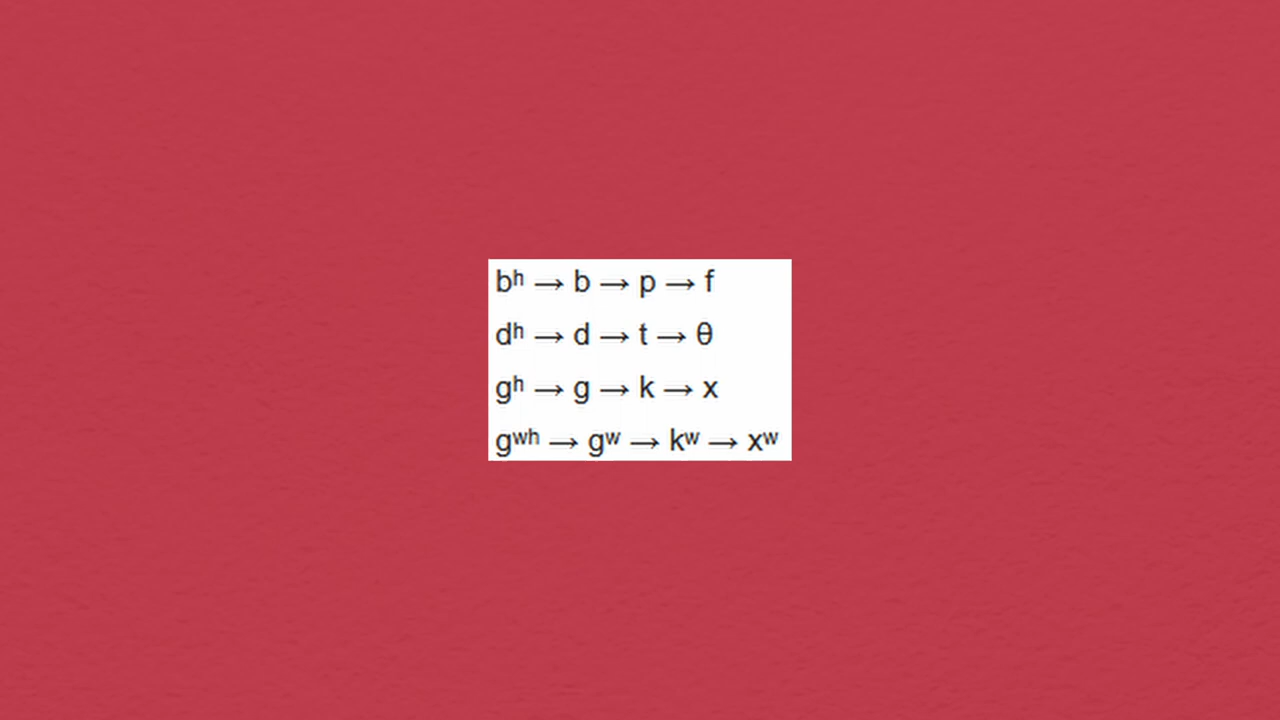 bʰ → b → p → f
dʰ → d → t → θ
gʰ → g → k → x
gʷʰ → gʷ → kʷ → xʷ